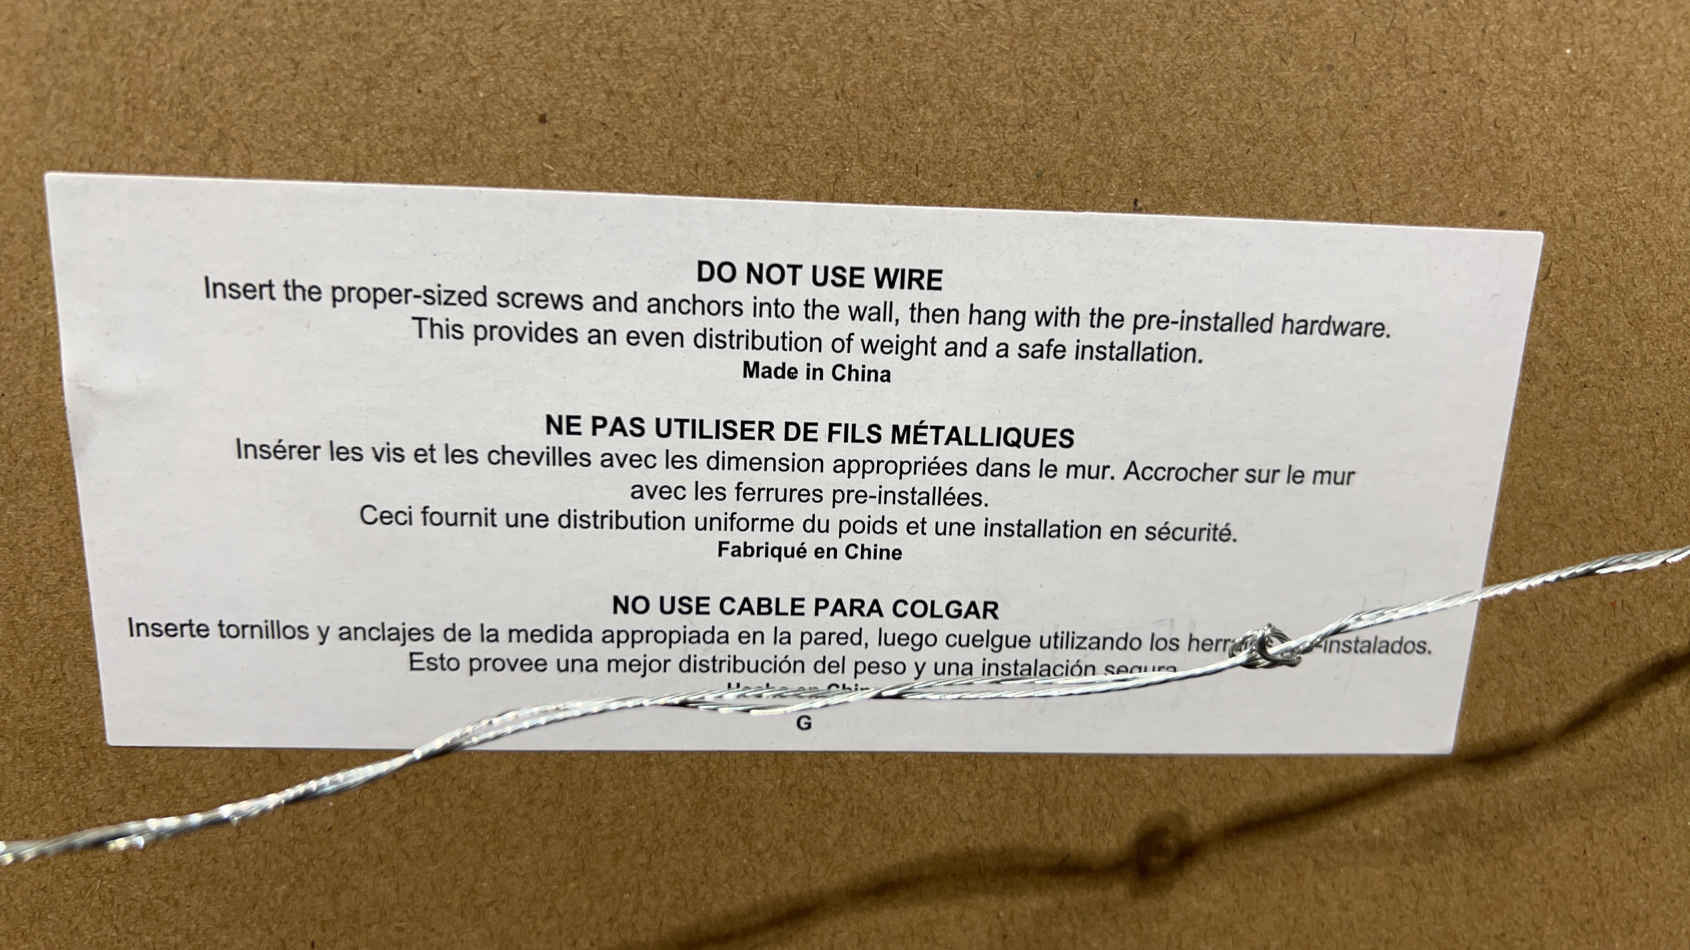 DO NOT USE WIRE
Insert the proper-sized screws and anchors into the wall, then hang with the pre-installed hardware.
This provides an even distribution of weight and a safe installation.
Made in China
NE PAS UTILISER DE FILS MÉTALLIQUES
Insérer les vis et les chevilles avec les dimension appropriées dans le mur. Accrocher sur le mur
avec les ferrures pre-installées.
Ceci fournit une distribution uniforme du poids et une installation en sécurité.
Fabriqué en Chine
NO USE CABLE PARA COLGAR
Inserte tornillos y anclajes de la medida appropiada en la pared, luego cuelgue utilizando los -instalados.
Esto provee una mejor distribución del peso y una instalación segura
en Chin
G